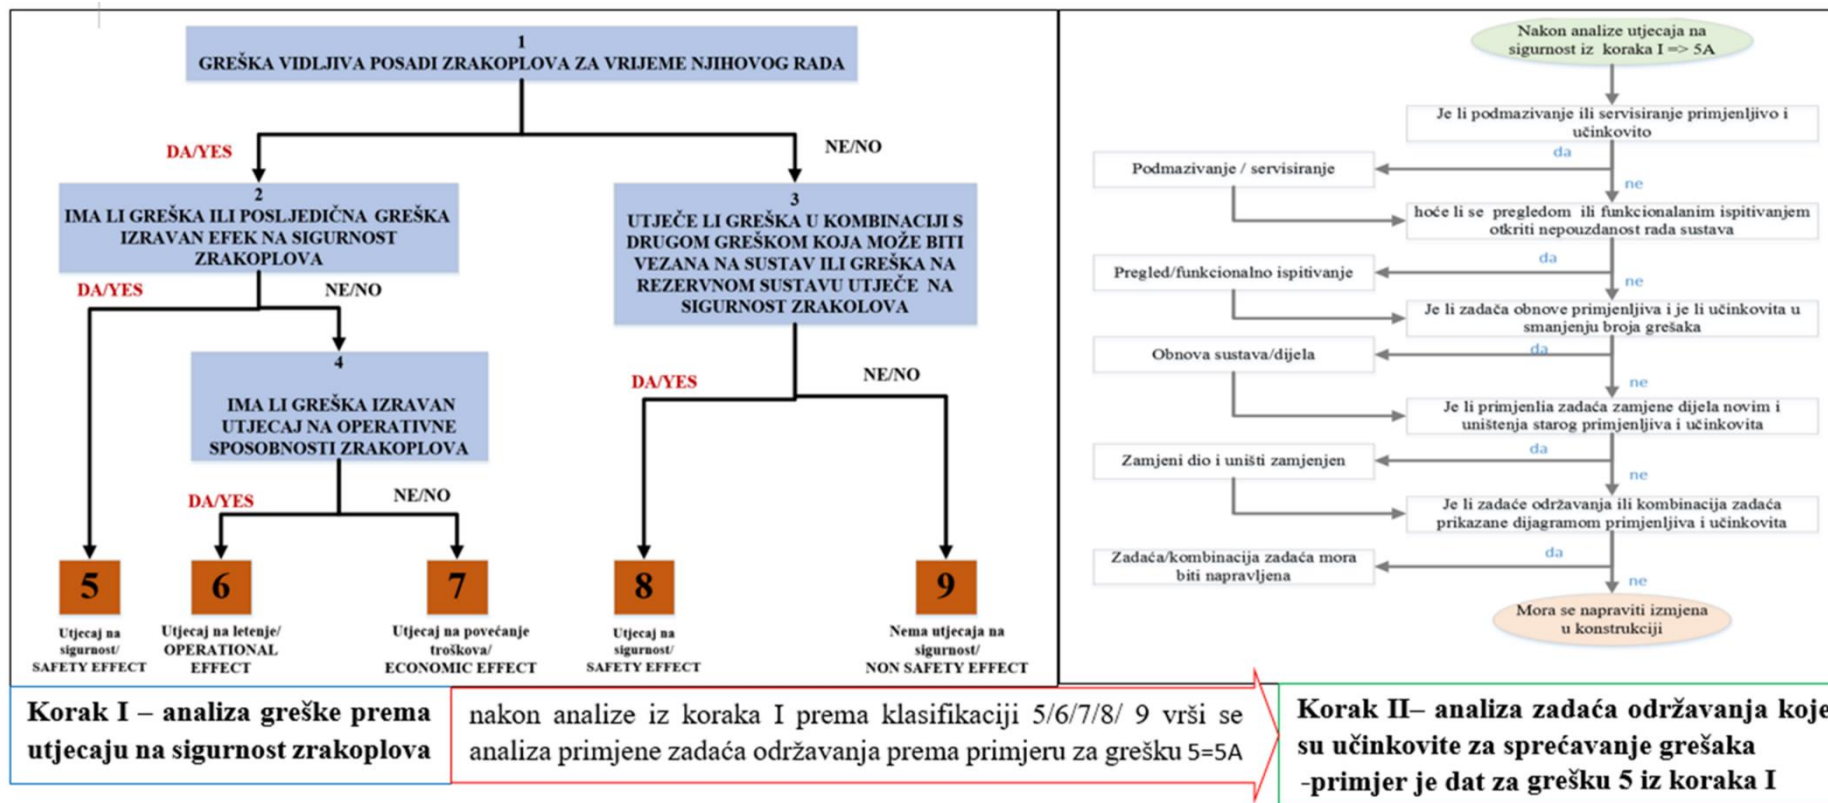 1
GREŠKA VIDLJIVA POSADI ZRAKOPLOVA ZA VRIJEME NJIHOVOG RADA
DA/YES
NE/NO
2
IMA LI GREŠKA ILI POSLJEDIČNA GREŠKA
IZRAVAN EFEK NA SIGURNOST
ZRAKOPLOVA
3
UTJEČE LI GREŠKA U KOMBINACIJI S
DRUGOM GREŠKOM KOJA MOŽE BITI
VEZANA NA SUSTAV ILI GREŠKA NA
REZERVNOM SUSTAVU UTJEČE NA
SIGURNOST ZRAKOLOVA
DA/YES
NE/NO
4
IMA LI GREŠKA IZRAVAN
UTJECAJ NA OPERATIVNE
SPOSOBNOSTI ZRAKOPLOVA
DA/YES
NE/NO
DA/YES
NE/NO
5
Utjecaj na
sigurnost/
SAFETY EFFECT
6
Utjecaj na letenje/
OPERATIONAL
EFFECT
7
Utjecaj na povećanje
troškova/
ECONOMIC EFFECT
8
Utjecaj na
sigurnost/
SAFETY EFFECT
9
Nema utjecaja na
sigurnost/
NON SAFETY EFFECT
Nakon analize utjecaja na
sigurnost iz koraka I => 5A
Je li podmazivanje ili servisiranje primjenljivo i
učinkovito
da
Podmazivanje / servisiranje
ne
hoće li se pregledom ili funkcionalanim ispitivanjem
otkriti nepouzdanost rada sustava
da
Pregled/funkcionalno ispitivanje
ne
Je li zadača obnove primjenljiva i je li učinkovita u
smanjenju broja grešaka
da
Obnova sustava/dijela
ne
Je li primjenlia zadaća zamjene dijela novim i
uništenja starog primjenljiva i učinkovita
da
Zamjeni dio i uništi zamjenjen
ne
Je li zadaće održavanja ili kombinacija zadaća
prikazane dijagramom primjenljiva i učinkovita
da
Zadaća/kombinacija zadaća mora
biti napravljena
ne
Mora se napraviti izmjena
u konstrukciji
Korak I – analiza greške prema
utjecaju na sigurnost zrakoplova
nakon analize iz koraka I prema klasifikaciji 5/6/7/8/ 9 vrši se
analiza primjene zadaća održavanja prema primjeru za grešku 5=5A
Korak II– analiza zadaća održavanja koje
su učinkovite za sprećavanje grešaka
-primjer je dat za grešku 5 iz koraka I